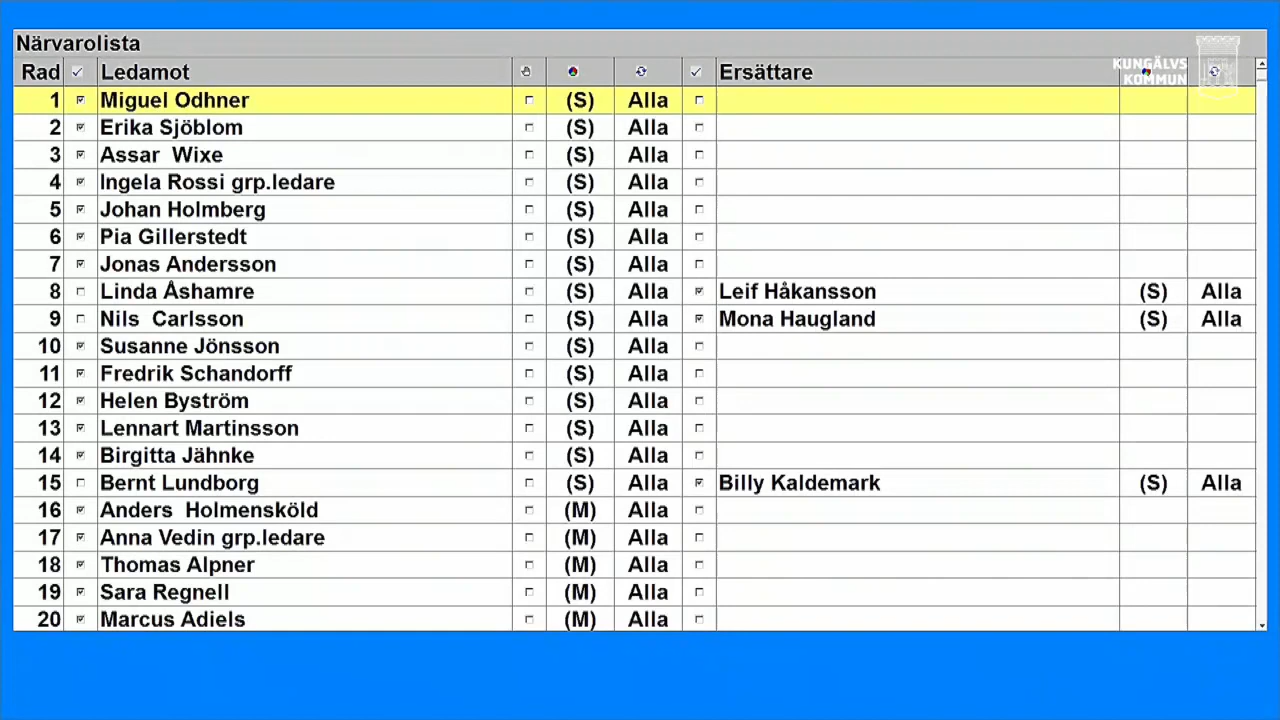 Närvarolista
KUNGÄLVS
KOMMUN
Rad Ledamot Ersättare
1 Miguel Odhner (S) Alla
2 Erika Sjöblom (S) Alla
3 Assar  Wixe (S) Alla
4 Ingela Rossi grp.ledare (S) Alla
5 Johan Holmberg (S) Alla
6 Pia Gillerstedt (S) Alla
7 Jonas Andersson (S) Alla
8 Linda Åshamre (S) Alla Leif Håkansson (S) Alla
9 Nils  Carlsson (S) Alla Mona Haugland (S) Alla
10 Susanne Jönsson (S) Alla
11 Fredrik Schandorff (S) Alla
12 Helen Byström (S) Alla
13 Lennart Martinsson (S) Alla
14 Birgitta Jähnke (S) Alla
15 Bernt Lundborg (S) Alla Billy Kaldemark (S) Alla
16 Anders  Holmensköld (M) Alla
17 Anna Vedin grp.ledare (M) Alla
18 Thomas Alpner (M) Alla
19 Sara Regnell (M) Alla
20 Marcus Adiels (M) Alla